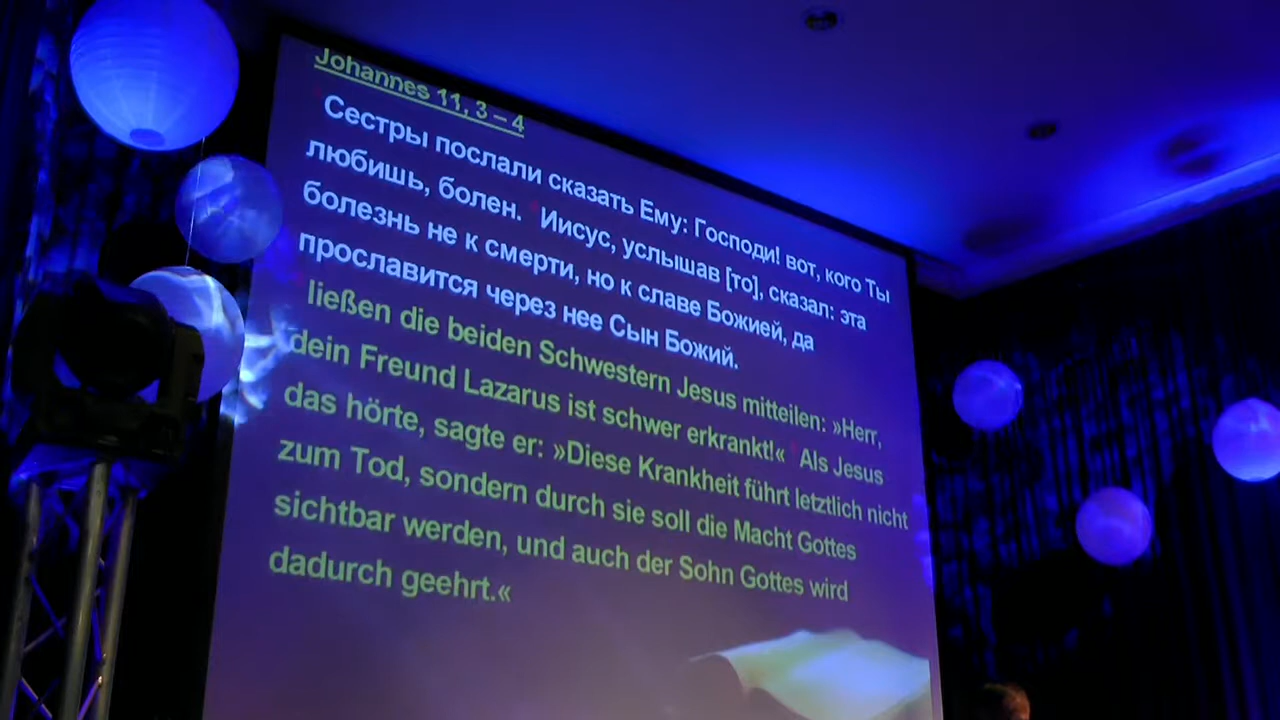 Johannes 11, 3 – 4
Сестры послали сказать Ему: Господи! вот, кого Ты
любишь, болен. Иисус, услышав [то], сказал: эта
болезнь не к смерти, но к славе Божией, да
прославится через нее Сын Божий.
ließen die beiden Schwestern Jesus mitteilen: »Herr,
dein Freund Lazarus ist schwer erkrankt!« Als Jesus
das hörte, sagte er: »Diese Krankheit führt letztlich nicht
zum Tod, sondern durch sie soll die Macht Gottes
sichtbar werden, und auch der Sohn Gottes wird
dadurch geehrt.«